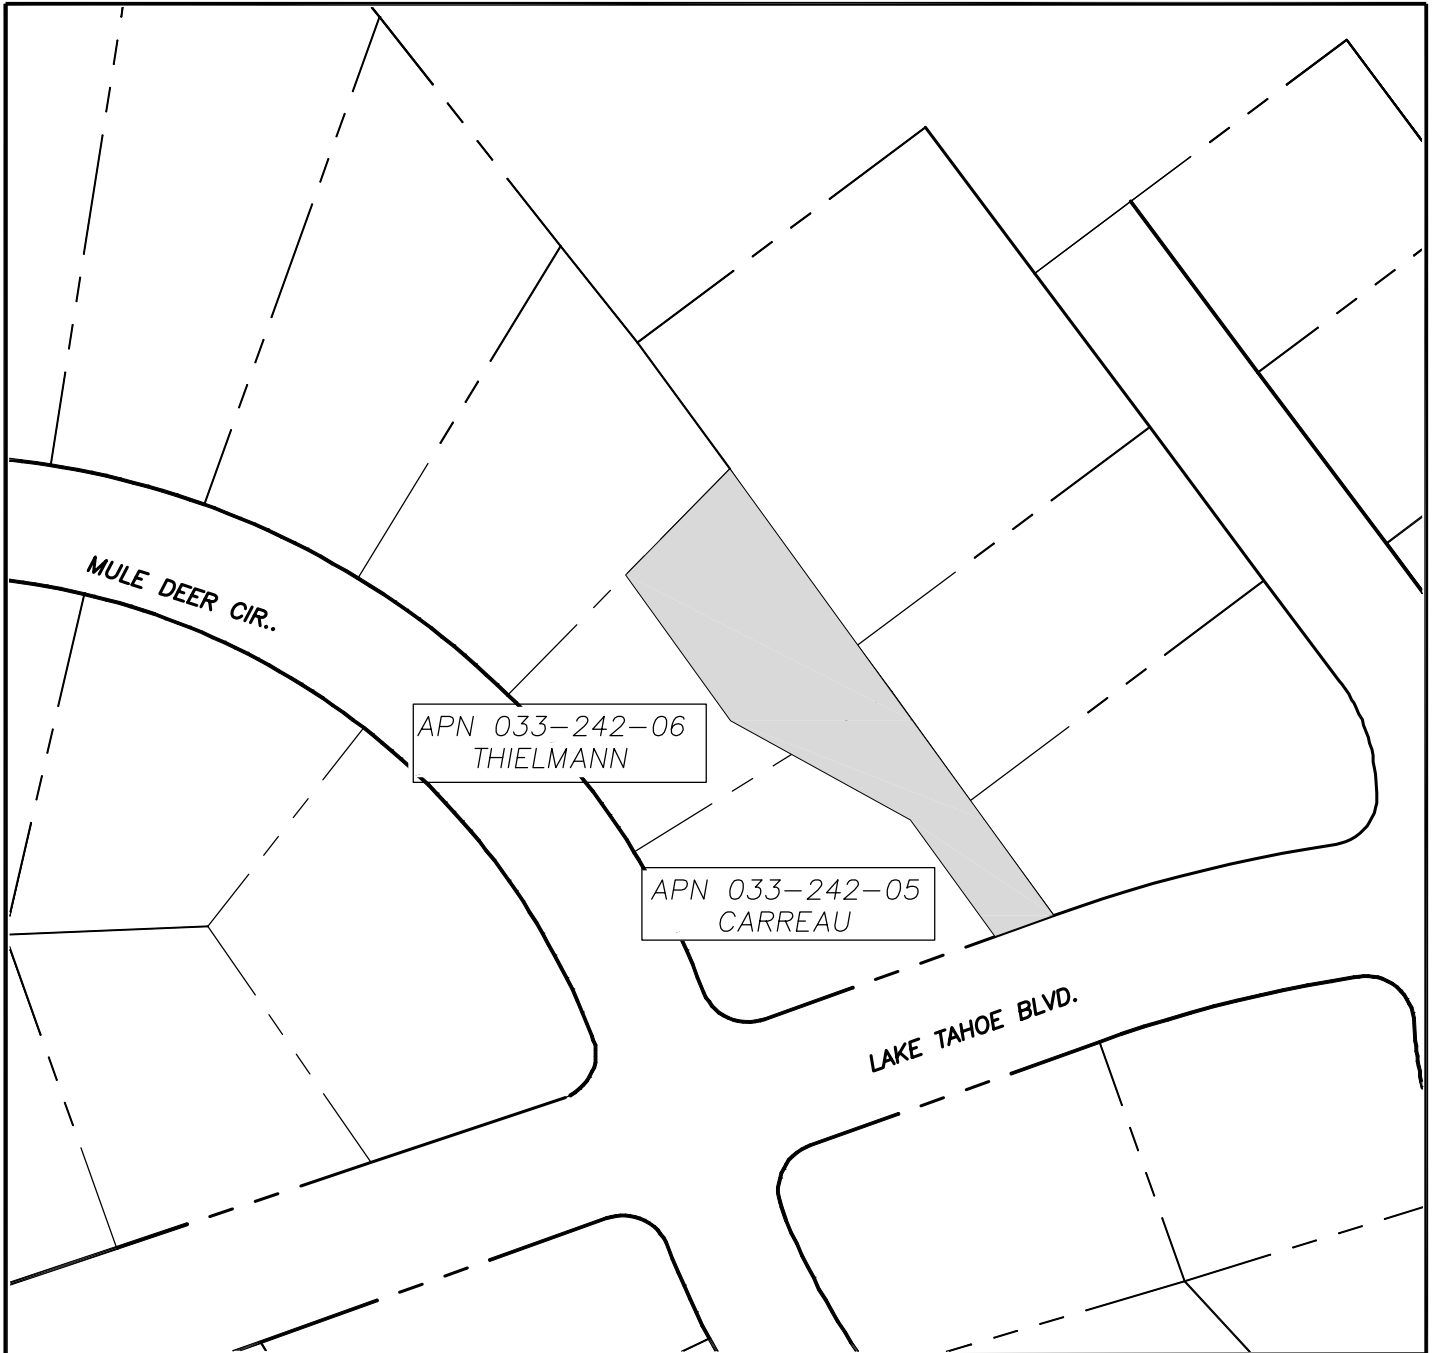 MULE DEER CIR..
APN 033-242-06
THIELMANN
APN 033-242-05
CARREAU
LAKE TAHOE BLVD.